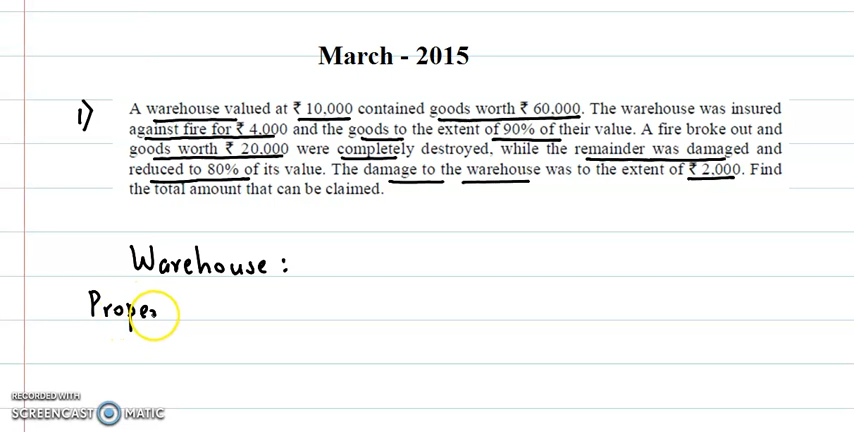 March - 2015
1) A warehouse valued at ₹ 10,000 contained goods worth ₹ 60,000. The warehouse was insured
against fire for ₹ 4,000 and the goods to the extent of 90% of their value. A fire broke out and
goods worth ₹ 20,000 were completely destroyed, while the remainder was damaged and
reduced to 80% of its value. The damage to the warehouse was to the extent of ₹ 2,000. Find
the total amount that can be claimed.
Warehouse :
Proper
RECORDED WITH
SCREENCAST MATIC